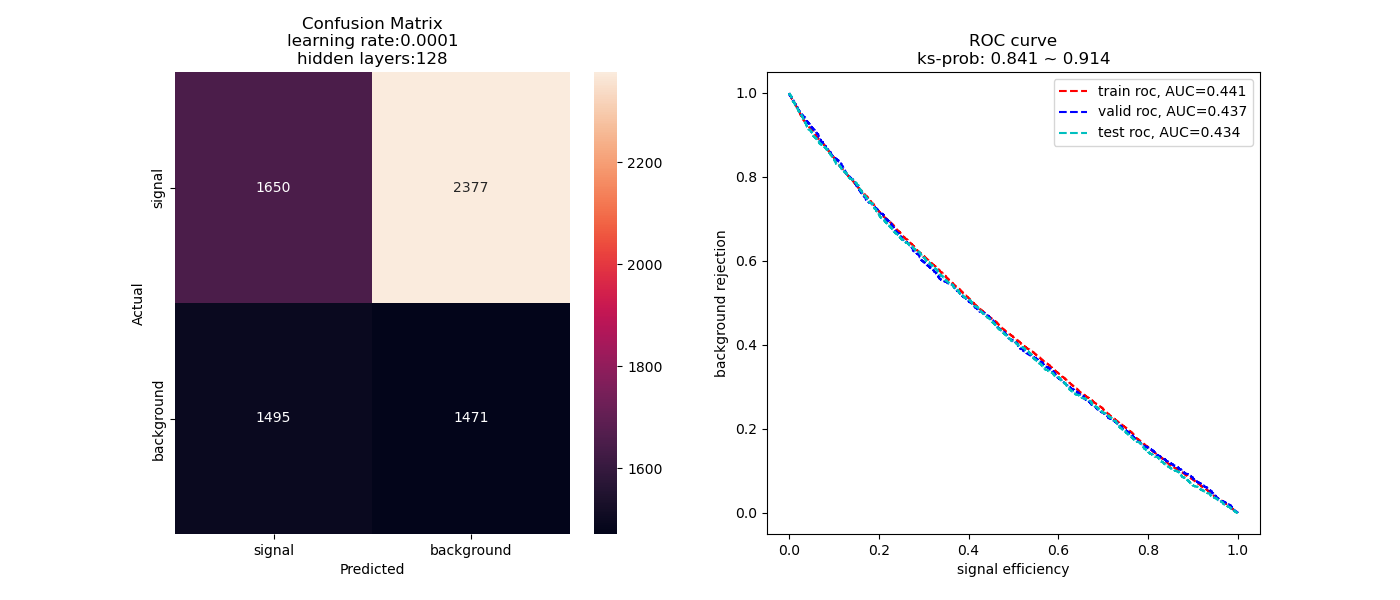 Confusion Matrix
learning rate:0.0001
hidden layers:128
signal
background
Actual
1650
2377
1495
1471
signal
background
Predicted
2200
2000
1800
1600
ROC curve
ks-prob: 0.841 ~ 0.914
train roc, AUC=0.441
valid roc, AUC=0.437
test roc, AUC=0.434
1.0
0.8
0.6
0.4
0.2
0.0
background rejection
0.0 0.2 0.4 0.6 0.8 1.0
signal efficiency